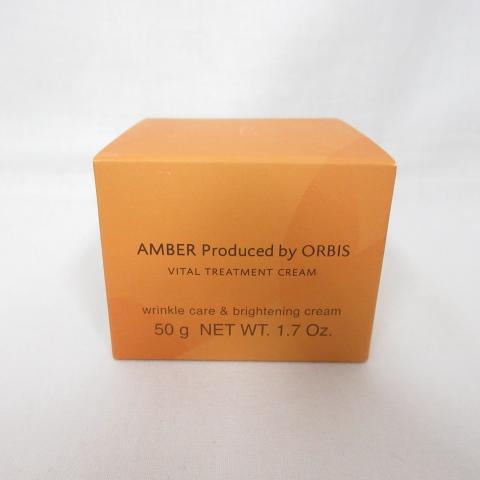 AMBER Produced by ORBIS
VITAL TREATMENT CREAM
wrinkle care & brightening cream
50 g NET WT. 1.7 Oz.